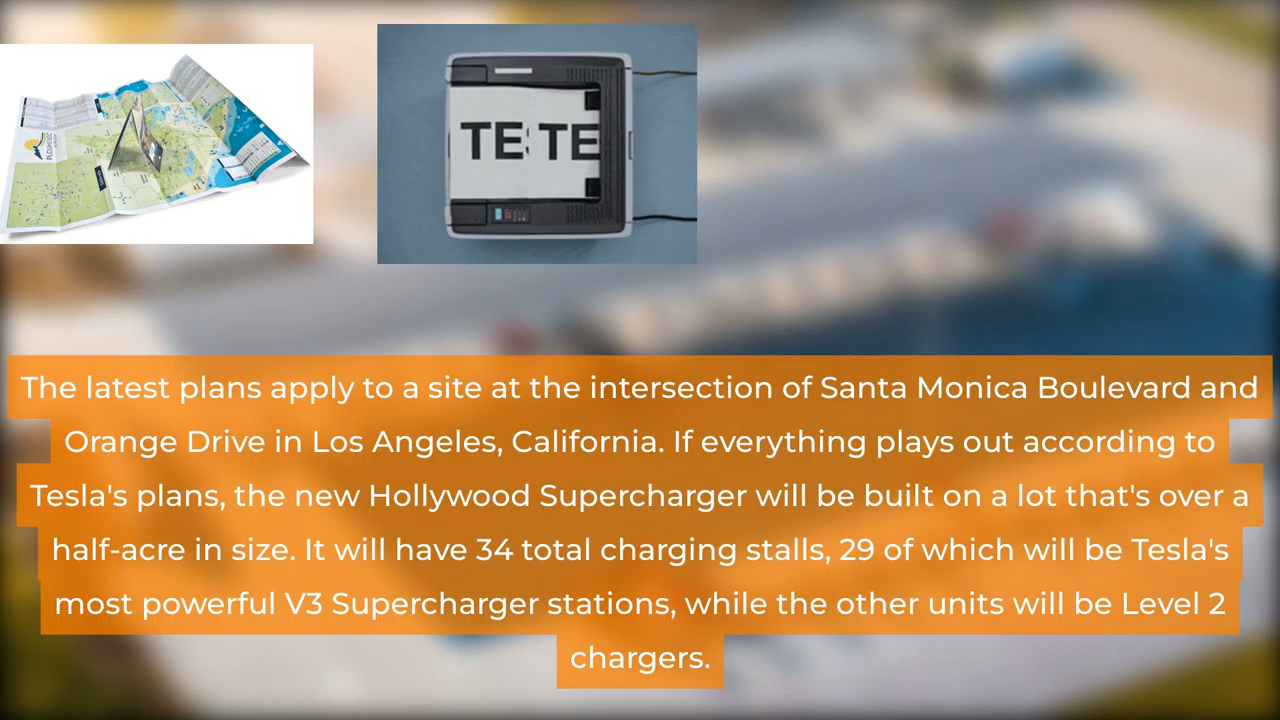 TE: TE
The latest plans apply to a site at the intersection of Santa Monica Boulevard and
Orange Drive in Los Angeles, California. If everything plays out according to
Tesla's plans, the new Hollywood Supercharger will be built on a lot that's over a
half-acre in size. It will have 34 total charging stalls, 29 of which will be Tesla's
most powerful V3 Supercharger stations, while the other units will be Level 2
chargers.